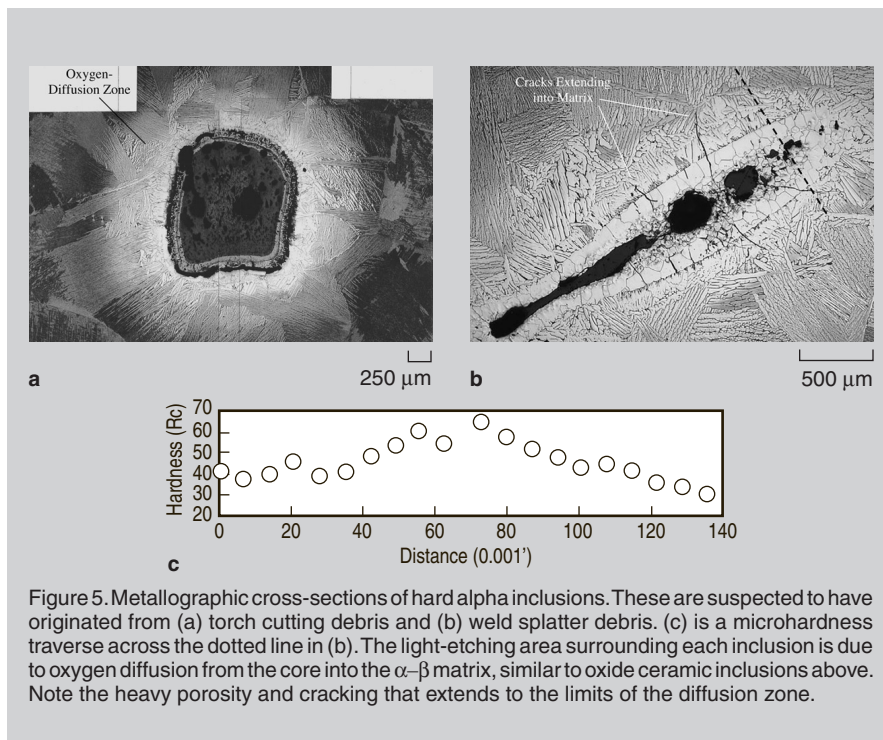 Oxygen-
Diffusion Zone
Cracks Extending
into Matrix
a
250 μm
b
500 μm
Hardness (Rc)
70
60
50
40
30
20
0
20
40
60
80
100
120
140
Distance (0.001')
c
Figure 5. Metallographic cross-sections of hard alpha inclusions. These are suspected to have
originated from (a) torch cutting debris and (b) weld splatter debris. (c) is a microhardness
traverse across the dotted line in (b). The light-etching area surrounding each inclusion is due
to oxygen diffusion from the core into the α–β matrix, similar to oxide ceramic inclusions above.
Note the heavy porosity and cracking that extends to the limits of the diffusion zone.